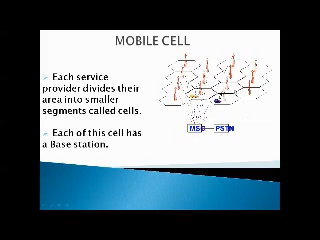 MOBILE CELL
Each service
provider divides their
area into smaller
segments called cells.
Each of this cell has
a Base station.
PSTN